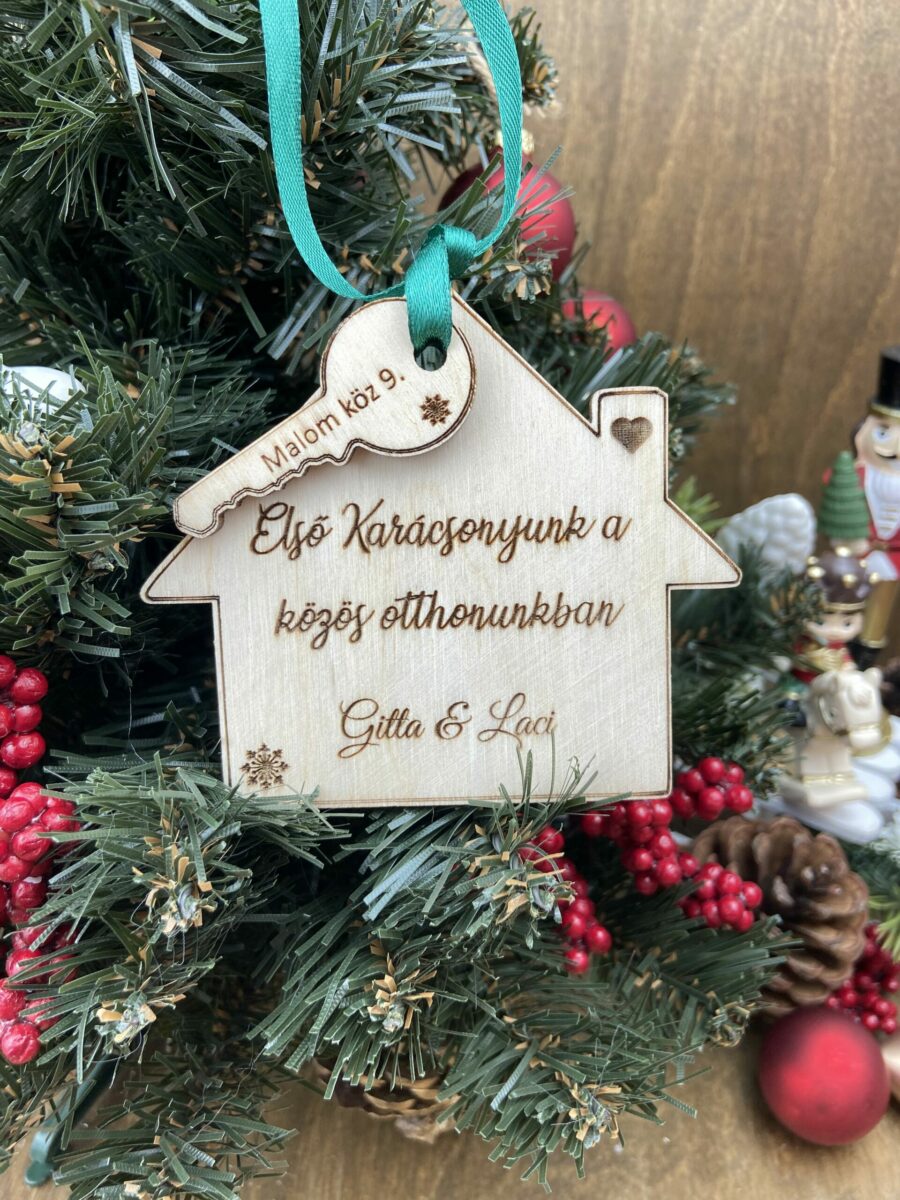 Malom köz 9.
Első Karácsonyunk a
közös otthonunkban
Gitta & Laci